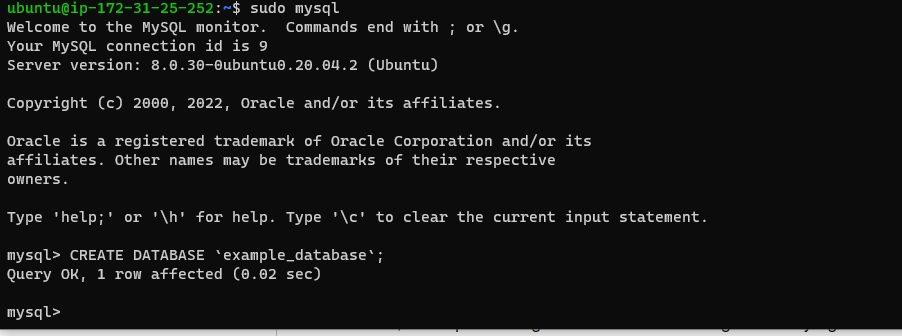 ubuntu@ip-172-31-25-252:~$ sudo mysql
Welcome to the MySQL monitor.  Commands end with ; or \g.
Your MySQL connection id is 9
Server version: 8.0.30-0ubuntu0.20.04.2 (Ubuntu)
Copyright (c) 2000, 2022, Oracle and/or its affiliates.
Oracle is a registered trademark of Oracle Corporation and/or its
affiliates. Other names may be trademarks of their respective
owners.
Type 'help;' or '\h' for help. Type '\c' to clear the current input statement.
mysql> CREATE DATABASE `example_database`;
Query OK, 1 row affected (0.02 sec)
mysql>